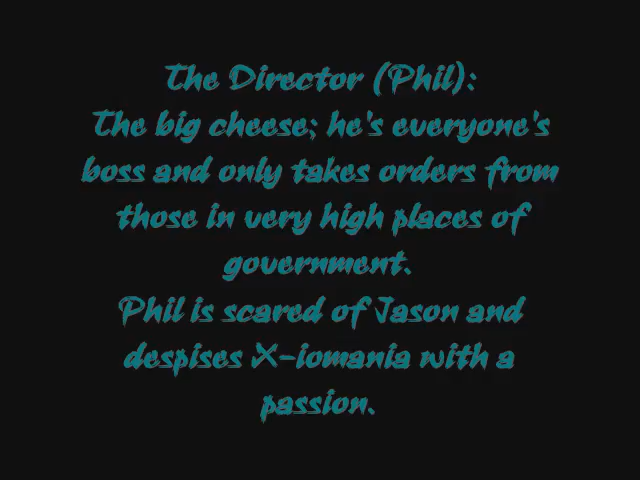 The Director (Phil):
The big cheese; he's everyone's
boss and only takes orders from
those in very high places of
government.
Phil is scared of Jason and
despises X-iomania with a
passion.